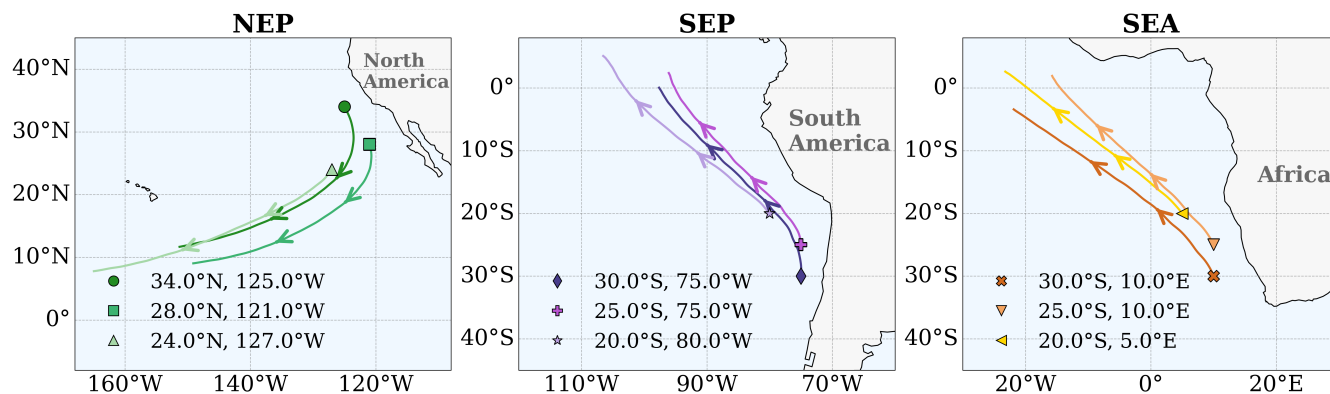 NEP
SEP
SEA
40°N
30°N
20°N
10°N
0°
160°W
140°W
120°W
North
America
34.0°N, 125.0°W
28.0°N, 121.0°W
24.0°N, 127.0°W
0°
10°S
20°S
30°S
40°S
110°W
90°W
70°W
South
America
30.0°S, 75.0°W
25.0°S, 75.0°W
20.0°S, 80.0°W
0°
10°S
20°S
30°S
40°S
20°W
0°
20°E
Africa
30.0°S, 10.0°E
25.0°S, 10.0°E
20.0°S, 5.0°E